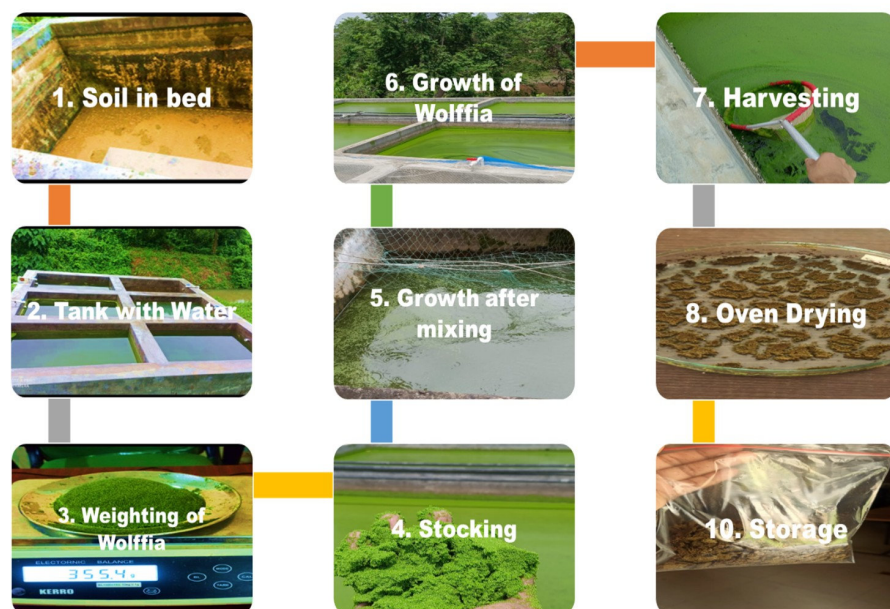 1. Soil in bed
2. Tank with Water
3. Weighting of
Wolffia
ELECTORNIC BALANCE
355.4
KERRO
4. Stocking
5. Growth after
mixing
6. Growth of
Wolffia
7. Harvesting
8. Oven Drying
10. Storage